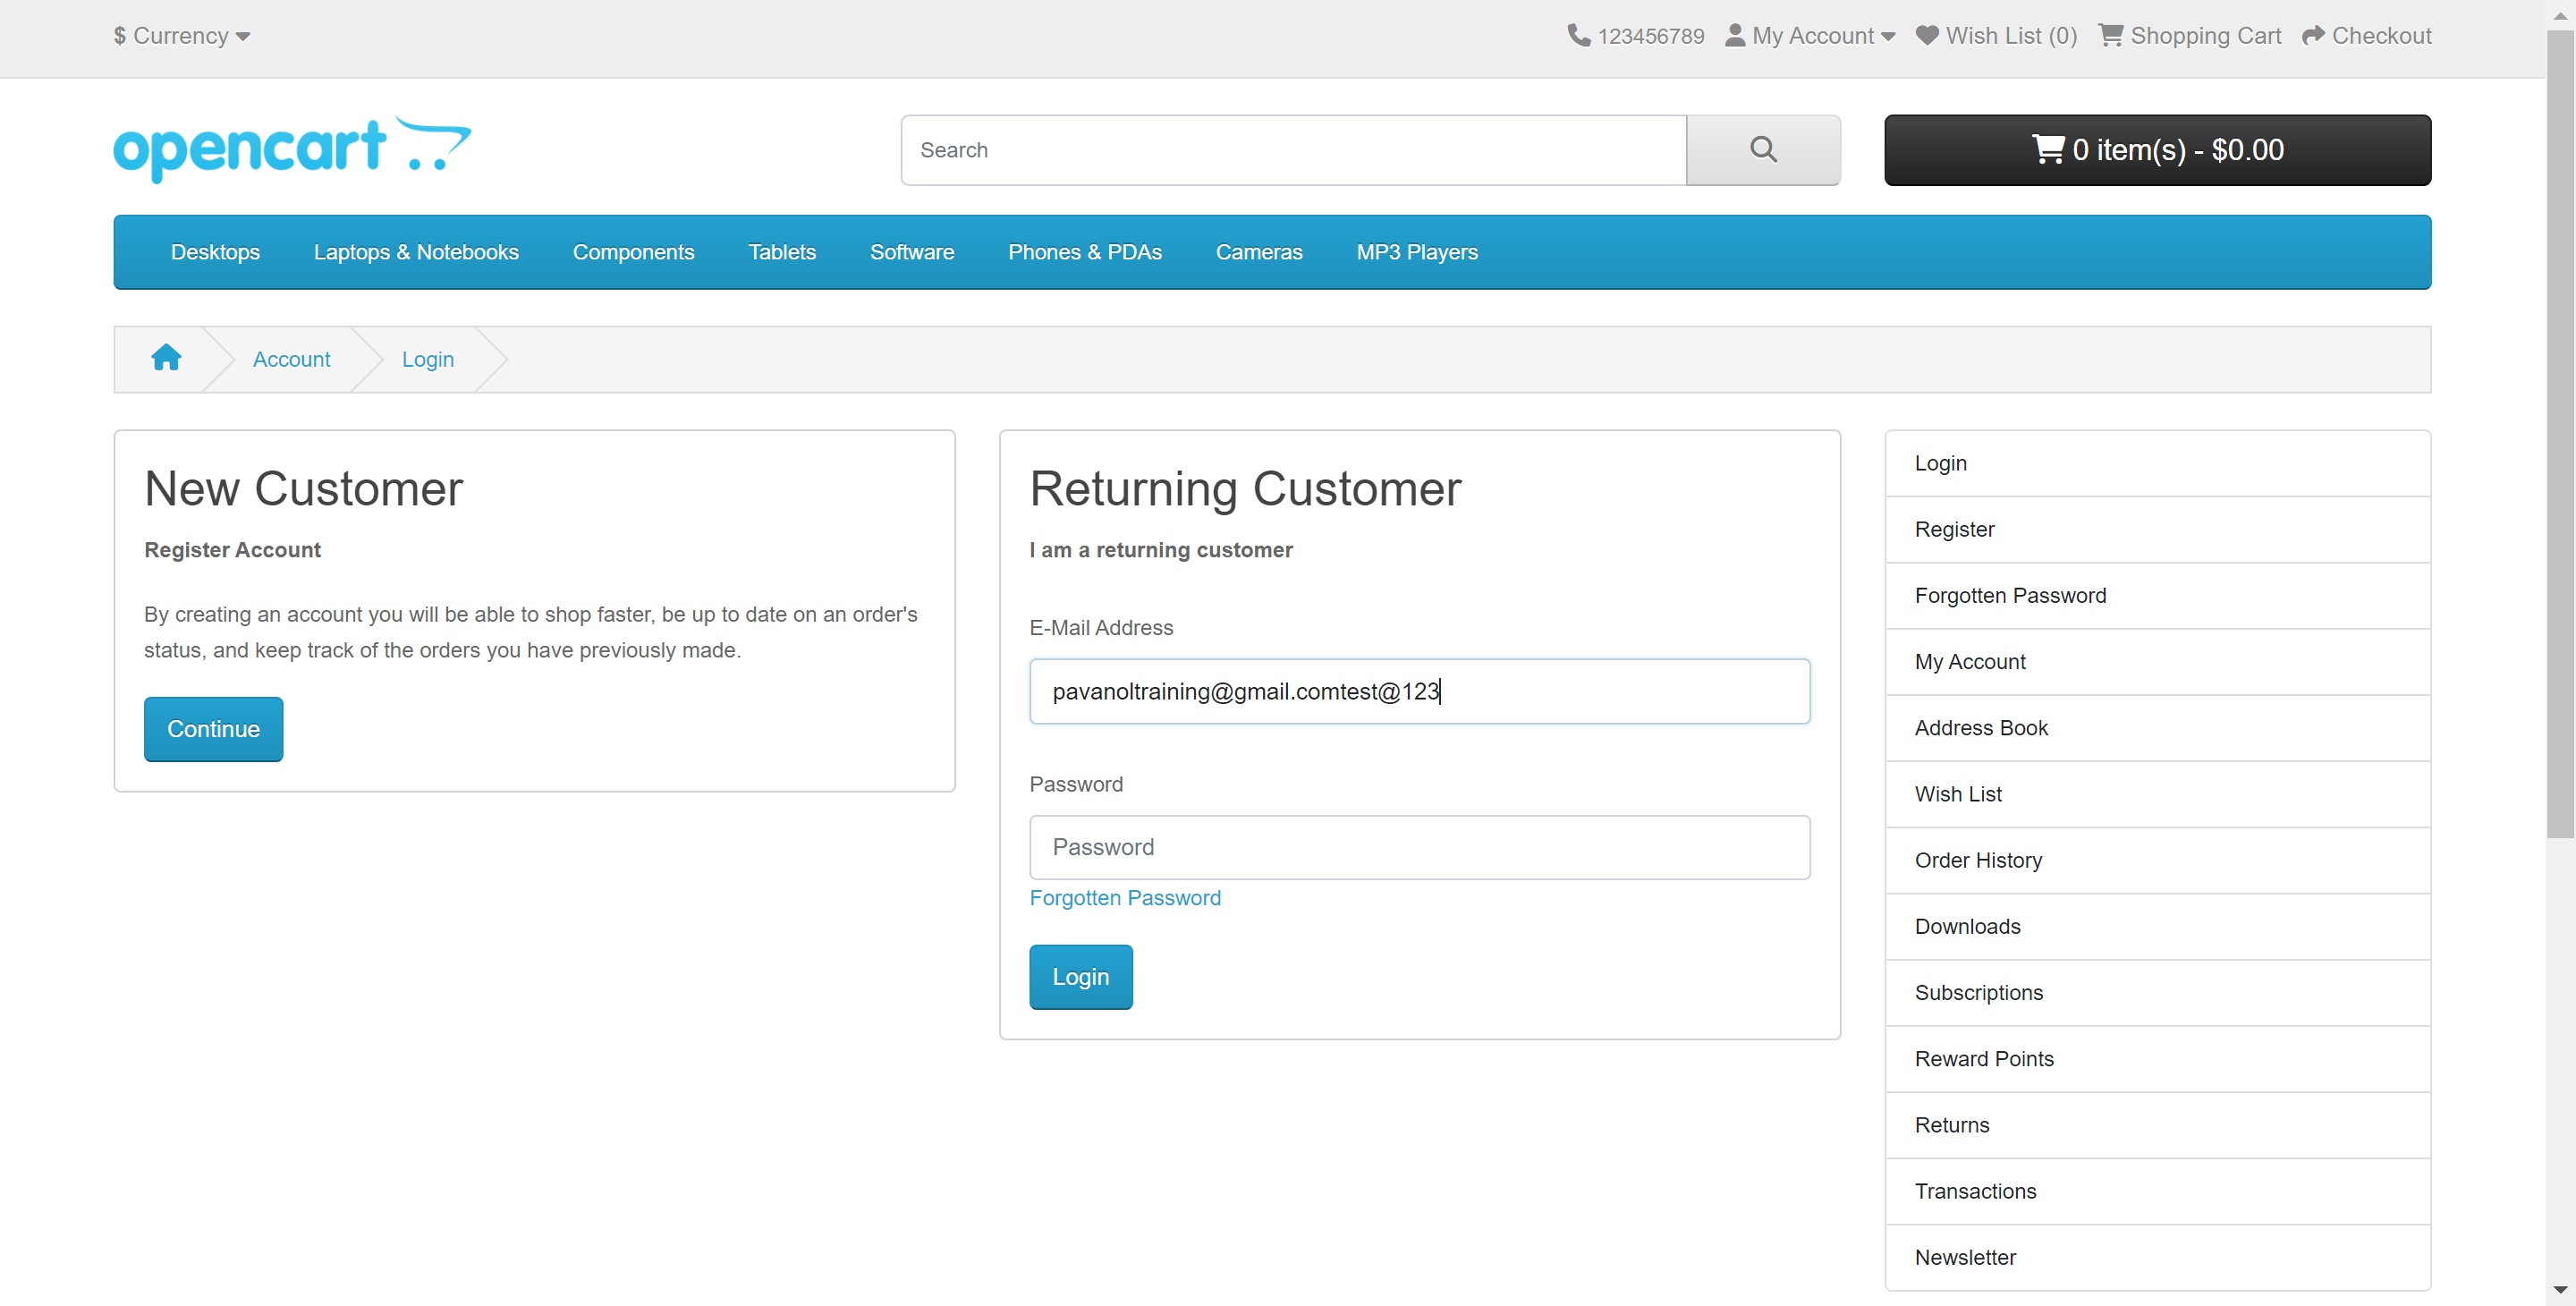 $ Currency
123456789 My Account Wish List (0) Shopping Cart Checkout
opencart
Search
0 item(s) - $0.00
Desktops Laptops & Notebooks Components Tablets Software Phones & PDAs Cameras MP3 Players
Account Login
New Customer
Register Account
By creating an account you will be able to shop faster, be up to date on an order's
status, and keep track of the orders you have previously made.
Continue
Returning Customer
I am a returning customer
E-Mail Address
pavanoltraining@gmail.comtest@123
Password
Password
Forgotten Password
Login
Login
Register
Forgotten Password
My Account
Address Book
Wish List
Order History
Downloads
Subscriptions
Reward Points
Returns
Transactions
Newsletter